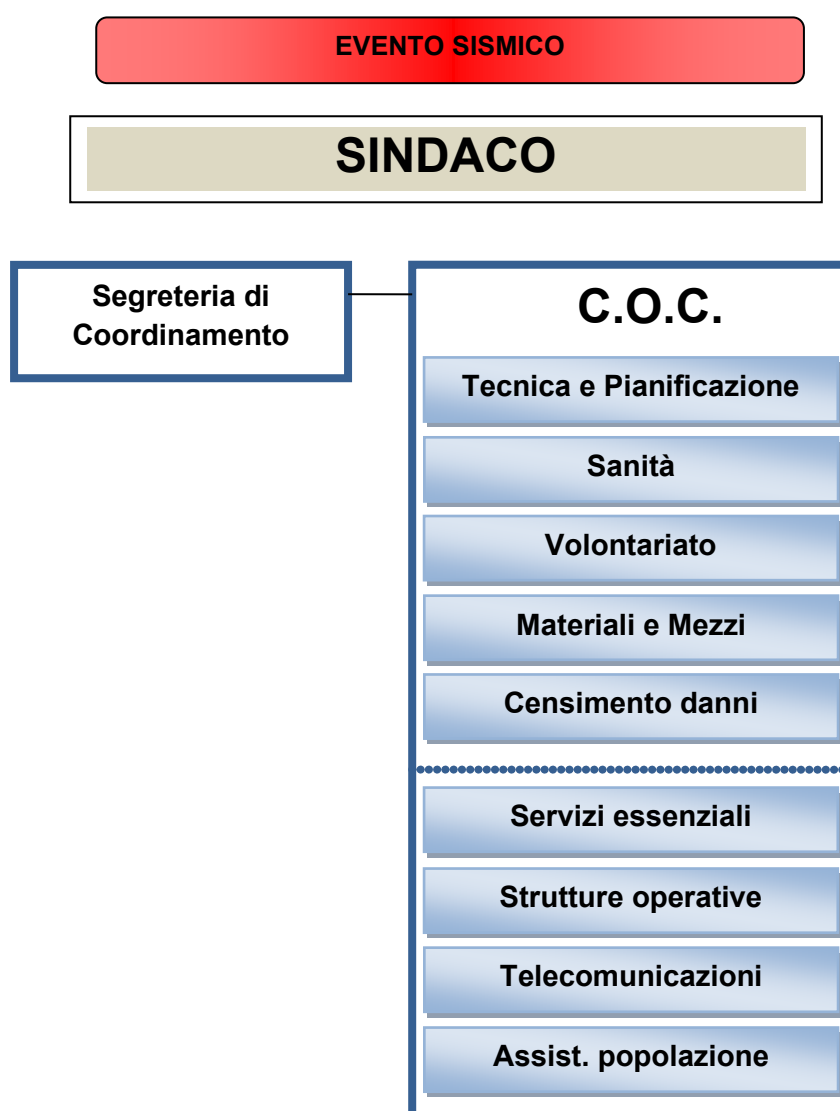 EVENTO SISMICO
SINDACO
Segreteria di
Coordinamento
C.O.C.
Tecnica e Pianificazione
Sanità
Volontariato
Materiali e Mezzi
Censimento danni
Servizi essenziali
Strutture operative
Telecomunicazioni
Assist. popolazione